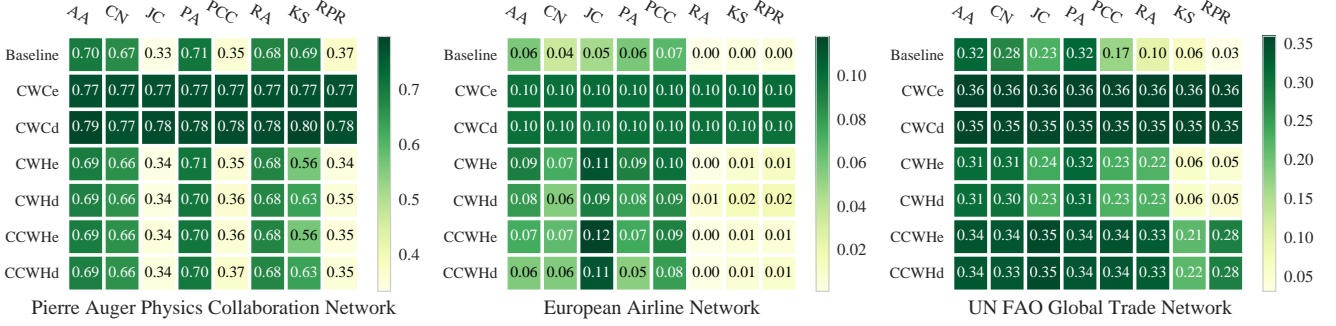 AA CN JC PA PCC RA KS RPR
Baseline 0.70 0.67 0.33 0.71 0.35 0.68 0.69 0.37
CWCe 0.77 0.77 0.77 0.77 0.77 0.77 0.77 0.77
CWCd 0.79 0.77 0.78 0.78 0.78 0.78 0.80 0.78
CWHe 0.69 0.66 0.34 0.71 0.35 0.68 0.56 0.34
CWHd 0.69 0.66 0.34 0.70 0.36 0.68 0.63 0.35
CCWHe 0.69 0.66 0.34 0.70 0.36 0.68 0.56 0.35
CCWHd 0.69 0.66 0.34 0.70 0.37 0.68 0.63 0.35
0.7
0.6
0.5
0.4
Pierre Auger Physics Collaboration Network
AA CN JC PA PCC RA KS RPR
Baseline 0.06 0.04 0.05 0.06 0.07 0.00 0.00 0.00
CWCe 0.10 0.10 0.10 0.10 0.10 0.10 0.10 0.10
CWCd 0.10 0.10 0.10 0.10 0.10 0.10 0.10 0.10
CWHe 0.09 0.07 0.11 0.09 0.10 0.00 0.01 0.01
CWHd 0.08 0.06 0.09 0.08 0.09 0.01 0.02 0.02
CCWHe 0.07 0.07 0.12 0.07 0.09 0.00 0.01 0.01
CCWHd 0.06 0.06 0.11 0.05 0.08 0.00 0.01 0.01
0.10
0.08
0.06
0.04
0.02
European Airline Network
AA CN JC PA PCC RA KS RPR
Baseline 0.32 0.28 0.23 0.32 0.17 0.10 0.06 0.03
CWCe 0.36 0.36 0.36 0.36 0.36 0.36 0.36 0.36
CWCd 0.35 0.35 0.35 0.35 0.35 0.35 0.35 0.35
CWHe 0.31 0.31 0.24 0.32 0.23 0.22 0.06 0.05
CWHd 0.31 0.30 0.23 0.31 0.23 0.23 0.06 0.05
CCWHe 0.34 0.34 0.35 0.34 0.34 0.33 0.21 0.28
CCWHd 0.34 0.33 0.35 0.34 0.34 0.33 0.22 0.28
0.35
0.30
0.25
0.20
0.15
0.10
0.05
UN FAO Global Trade Network